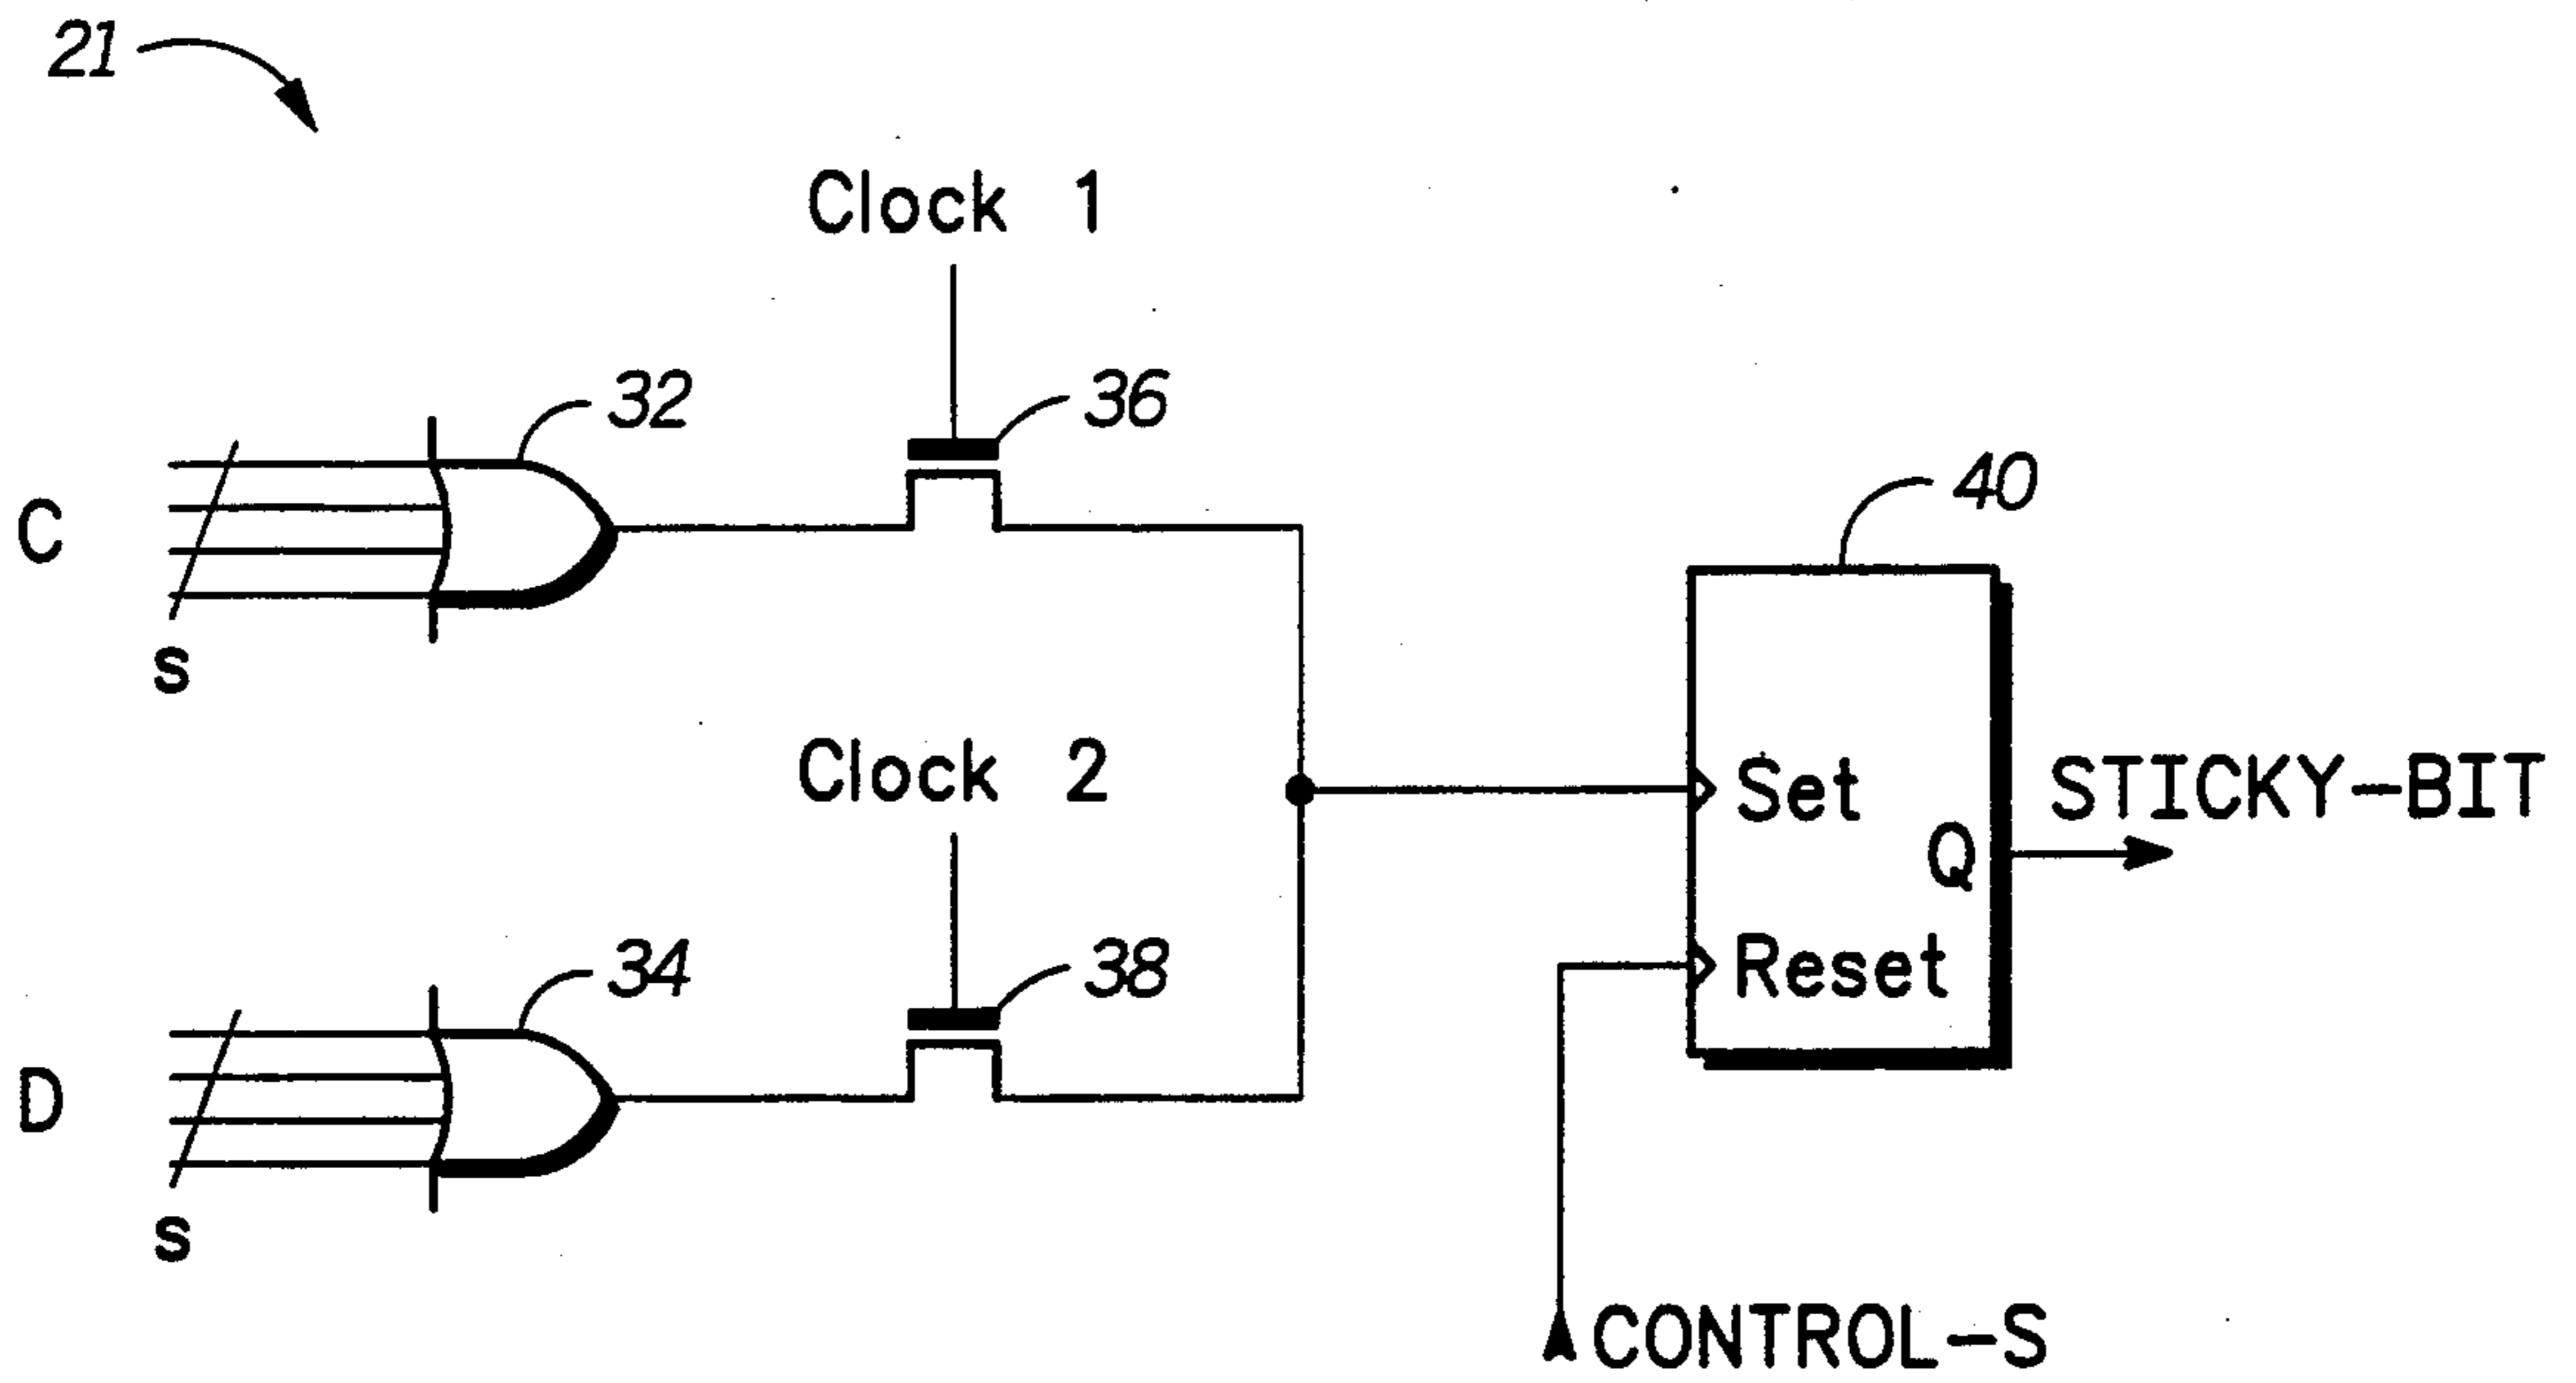 21
Clock 1
32
36
C
s
40
Set
STICKY-BIT
Q
Clock 2
34
38
Reset
D
s
CONTROL-S